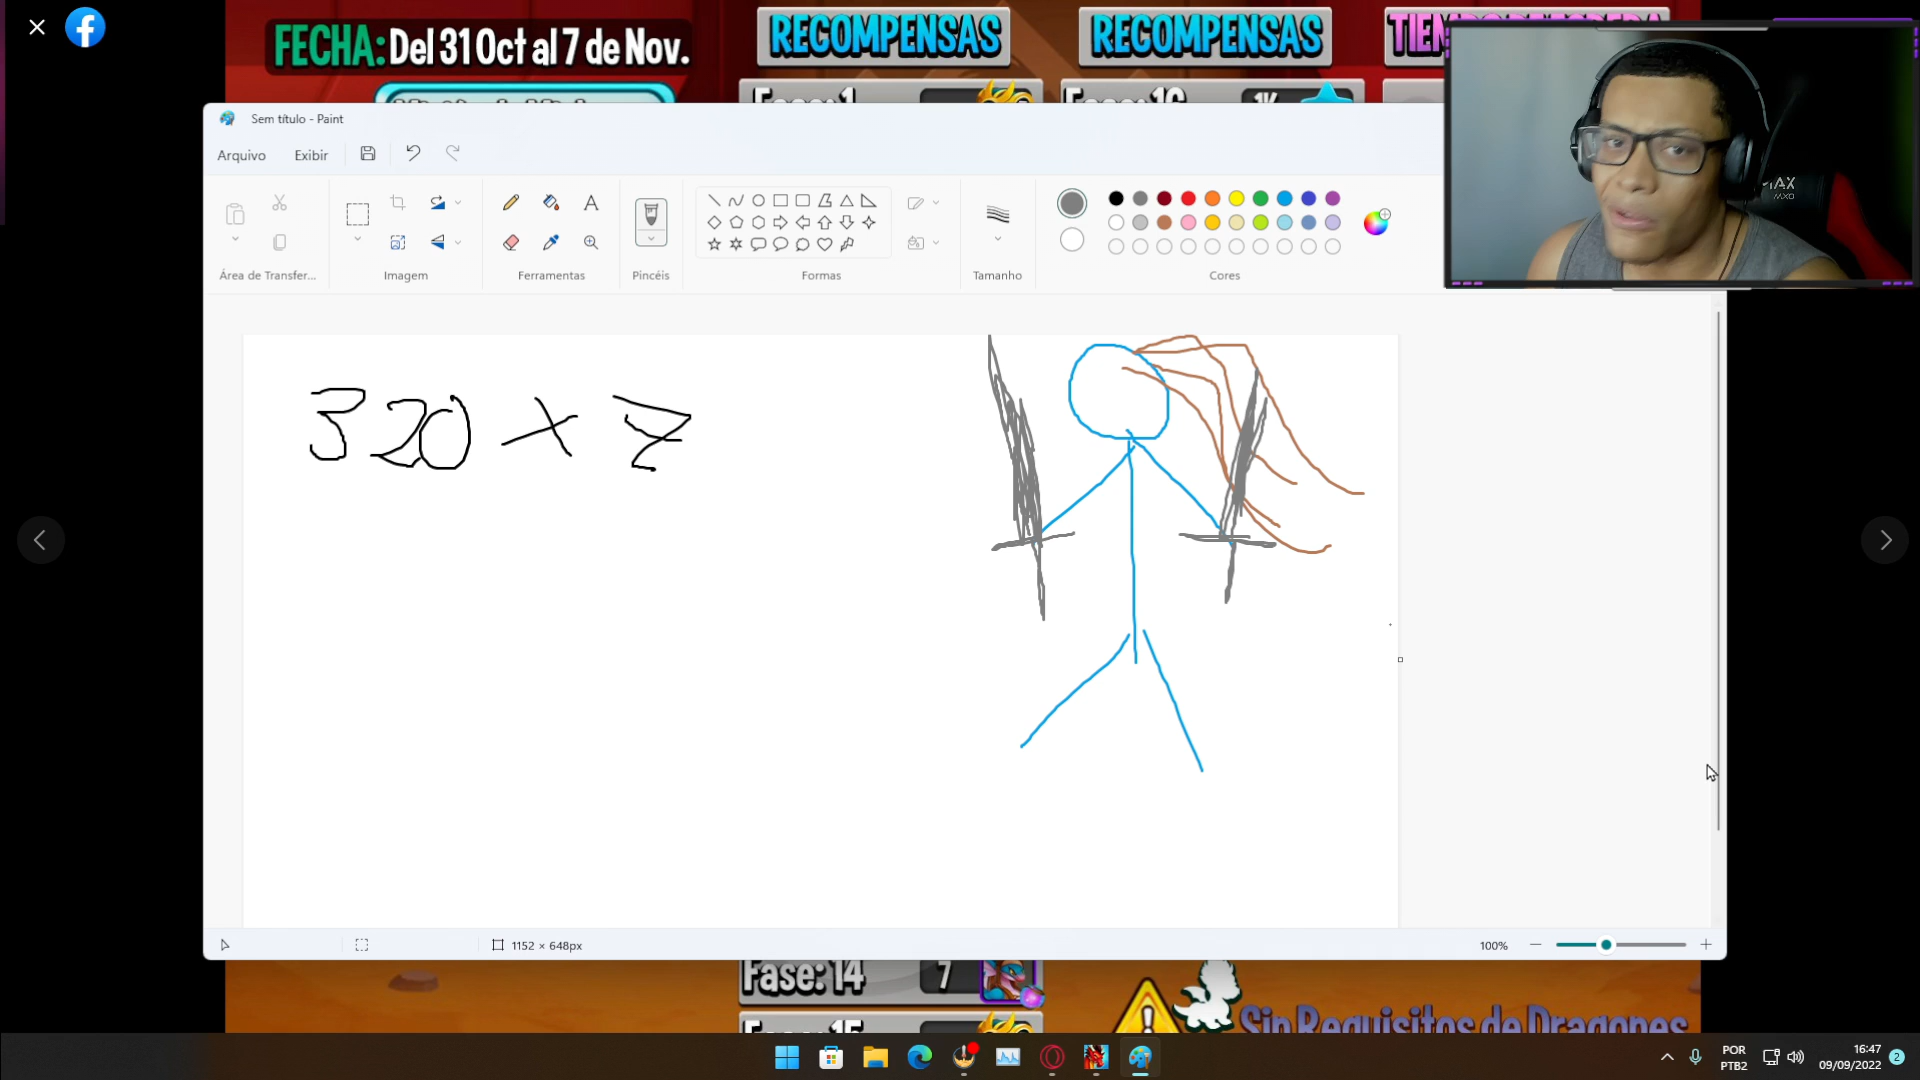 FECHA: Del 31 Oct al 7 de Nov.
RECOMPENSAS
RECOMPENSAS
Sem título - Paint
Arquivo
Exibir
Área de Transfer...
Imagem
Ferramentas
Pincéis
Formas
Tamanho
Cores
320 x 7
1152 × 648px
100%
Fase: 14
7
Sin Requisitos de Dragones
POR
PTB2
16:47
09/09/2022
2